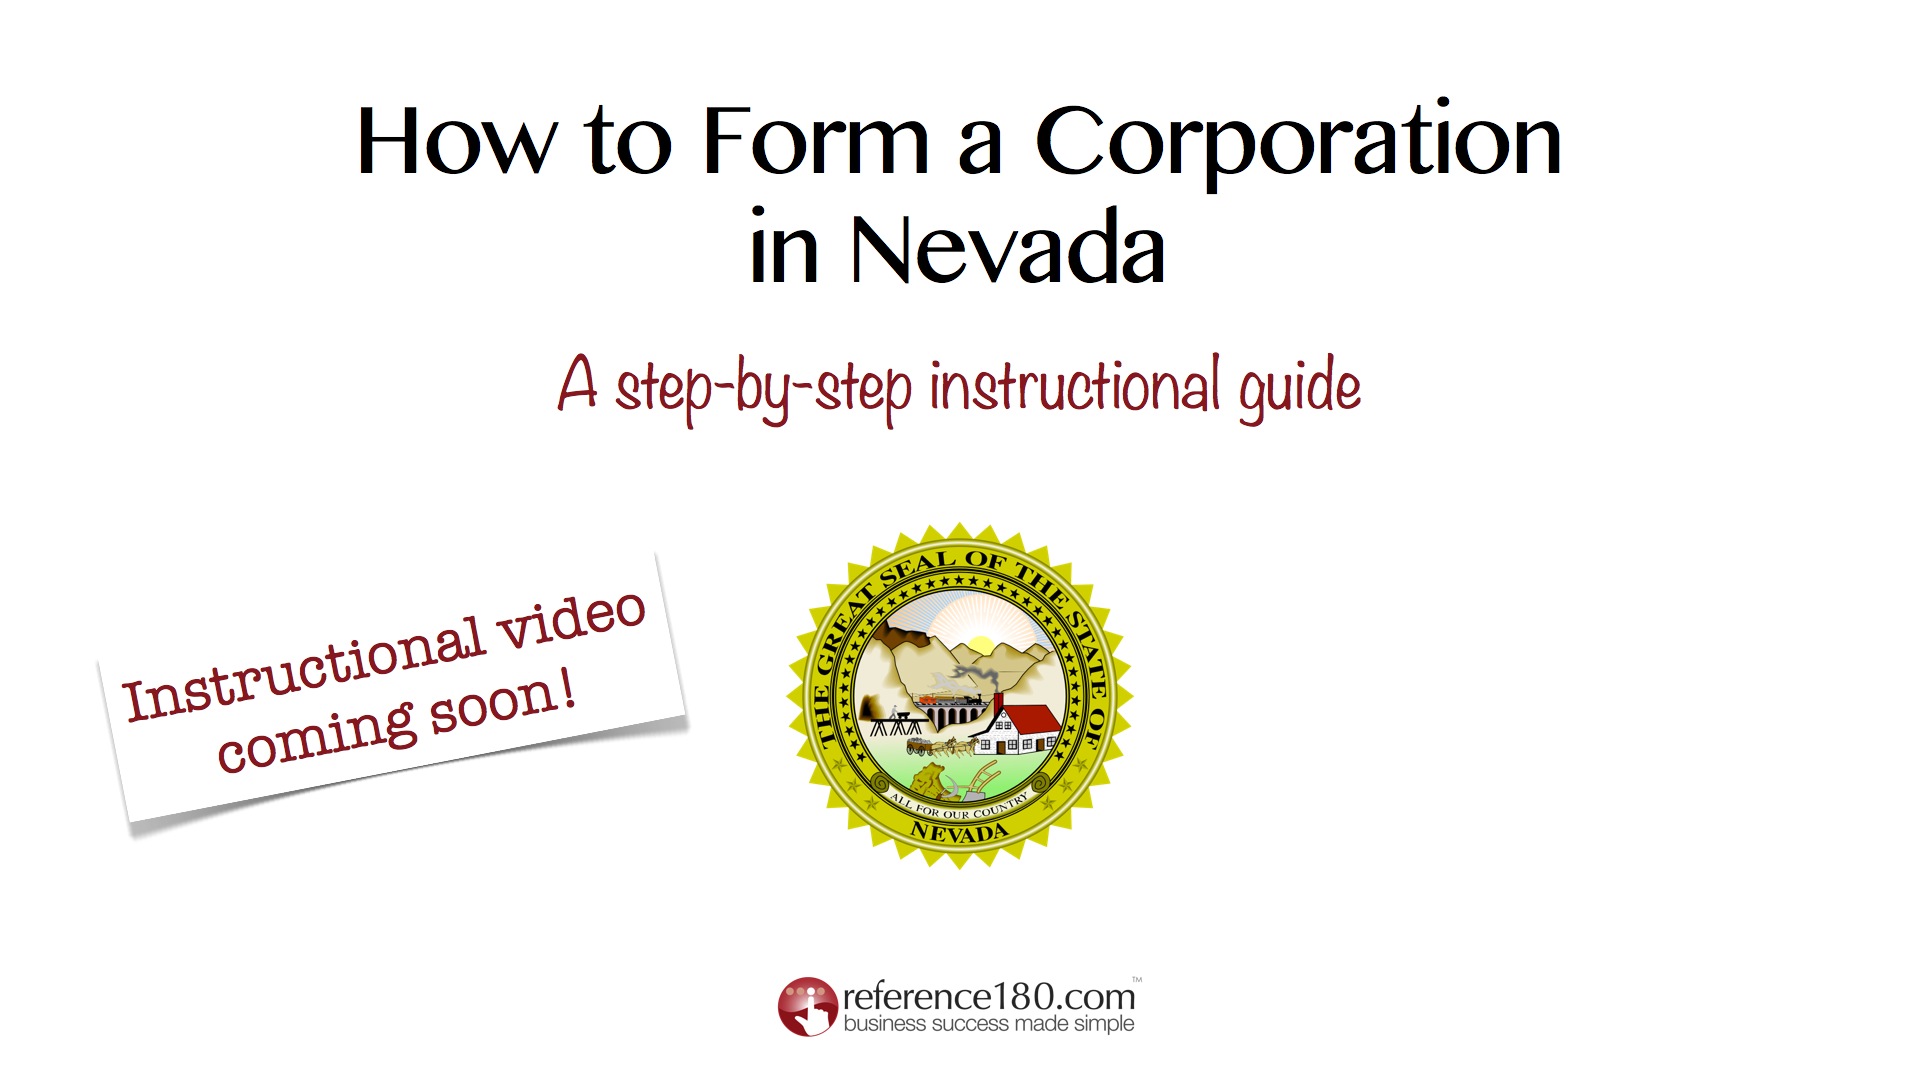 How to Form a Corporation
in Nevada
A step-by-step instructional guide
Instructional video
coming soon!
THE GREAT SEAL OF THE STATE OF
ALL FOR OUR COUNTRY
NEVADA
reference180.com™
business success made simple